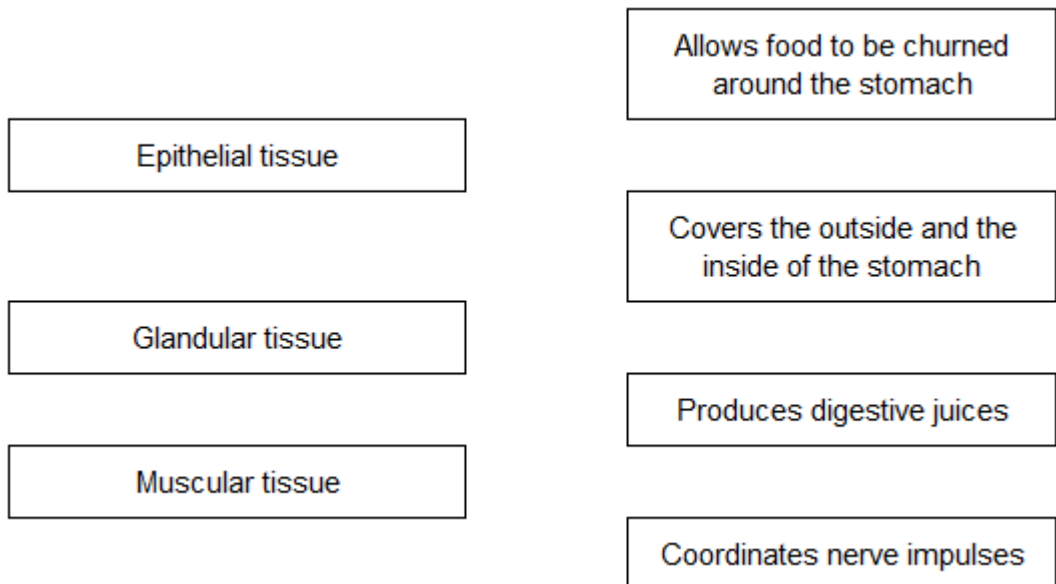 Allows food to be churned
around the stomach
Epithelial tissue
Covers the outside and the
inside of the stomach
Glandular tissue
Produces digestive juices
Muscular tissue
Coordinates nerve impulses